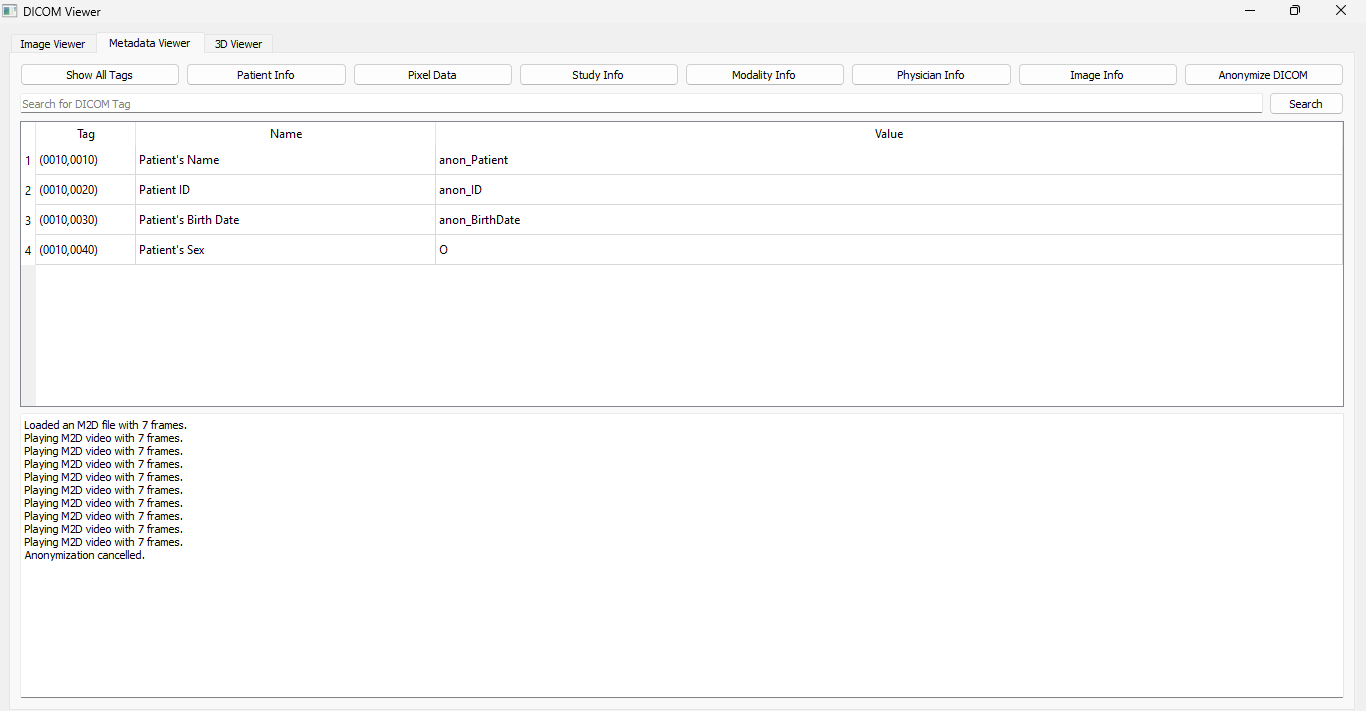 DICOM Viewer
Image Viewer Metadata Viewer 3D Viewer
Show All Tags Patient Info Pixel Data Study Info Modality Info Physician Info Image Info Anonymize DICOM
Search for DICOM Tag Search
Tag Name Value
1 (0010,0010) Patient's Name anon_Patient
2 (0010,0020) Patient ID anon_ID
3 (0010,0030) Patient's Birth Date anon_BirthDate
4 (0010,0040) Patient's Sex O
Loaded an M2D file with 7 frames.
Playing M2D video with 7 frames.
Playing M2D video with 7 frames.
Playing M2D video with 7 frames.
Playing M2D video with 7 frames.
Playing M2D video with 7 frames.
Playing M2D video with 7 frames.
Playing M2D video with 7 frames.
Playing M2D video with 7 frames.
Playing M2D video with 7 frames.
Anonymization cancelled.